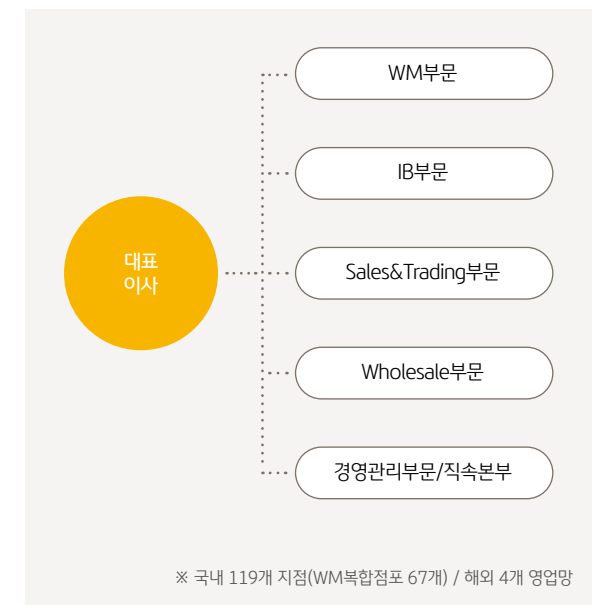 WM부문
IB부문
대표
이사
Sales&Trading부문
Wholesale부문
경영관리부문/직속본부
※ 국내 119개 지점(WM복합점포 67개) / 해외 4개 영업망